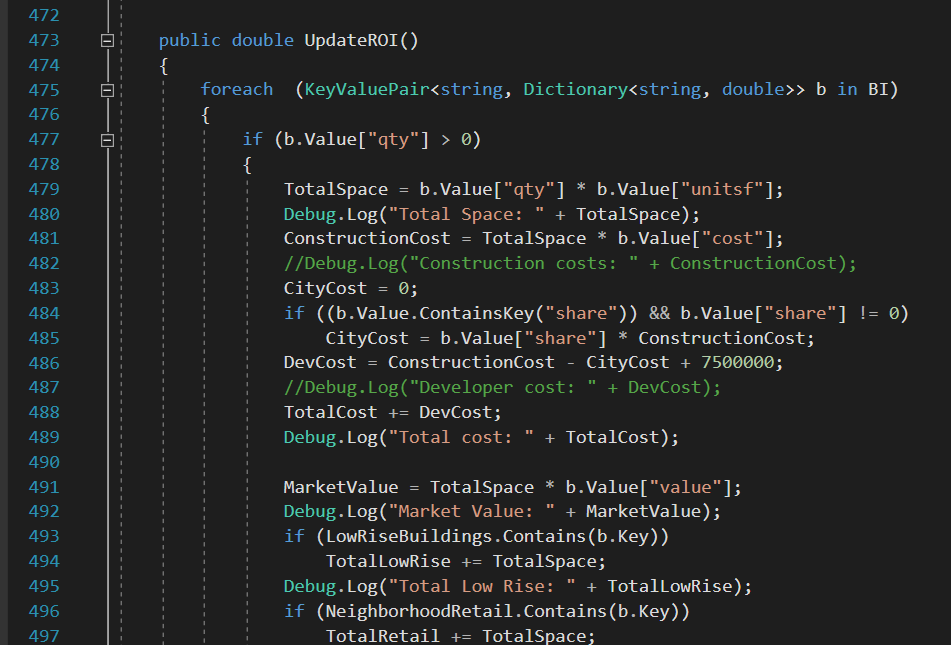 472
473 public double UpdateROI()
474 {
475 foreach (KeyValuePair<string, Dictionary<string, double>> b in BI)
476 {
477 if (b.Value["qty"] > 0)
478 {
479 TotalSpace = b.Value["qty"] * b.Value["unitsf"];
480 Debug.Log("Total Space: " + TotalSpace);
481 ConstructionCost = TotalSpace * b.Value["cost"];
482 //Debug.Log("Construction costs: " + ConstructionCost);
483 CityCost = 0;
484 if ((b.Value.ContainsKey("share")) && b.Value["share"] != 0)
485 CityCost = b.Value["share"] * ConstructionCost;
486 DevCost = ConstructionCost - CityCost + 7500000;
487 //Debug.Log("Developer cost: " + DevCost);
488 TotalCost += DevCost;
489 Debug.Log("Total cost: " + TotalCost);
490
491 MarketValue = TotalSpace * b.Value["value"];
492 Debug.Log("Market Value: " + MarketValue);
493 if (LowRiseBuildings.Contains(b.Key))
494 TotalLowRise += TotalSpace;
495 Debug.Log("Total Low Rise: " + TotalLowRise);
496 if (NeighborhoodRetail.Contains(b.Key))
497 TotalRetail += TotalSpace;